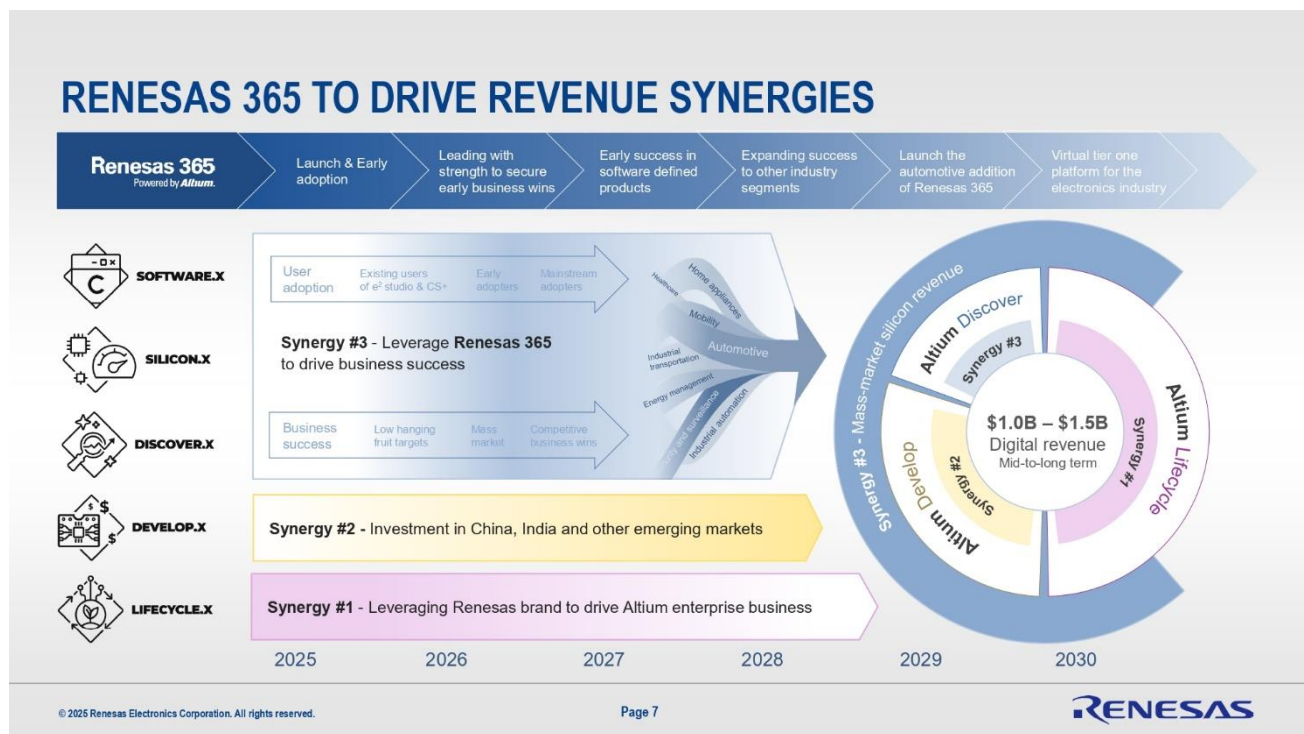 RENESAS 365 TO DRIVE REVENUE SYNERGIES
Renesas 365
Powered by Altium.
Launch & Early
adoption
Leading with
strength to secure
early business wins
Early success in
software defined
products
Expanding success
to other industry
segments
Launch the
automotive addition
of Renesas 365
Virtual tier one
platform for the
electronics industry
SOFTWARE.X
SILICON.X
DISCOVER.X
DEVELOP.X
LIFECYCLE.X
User
adoption
Existing users
of e² studio & CS+
Early
adopters
Mainstream
adopters
Synergy #3 - Leverage Renesas 365
to drive business success
Business
success
Low hanging
fruit targets
Mass
market
Competitive
business wins
Healthcare
Home appliances
Mobility
Automotive
Industrial
transportation
Energy management
and surveillance
Industrial automation
Synergy #2 - Investment in China, India and other emerging markets
Synergy #1 - Leveraging Renesas brand to drive Altium enterprise business
Synergy #3 - Mass-market silicon revenue
Altium Discover
Synergy #3
Altium Develop
Synergy #2
Altium Lifecycle
Synergy #1
$1.0B – $1.5B
Digital revenue
Mid-to-long term
2025
2026
2027
2028
2029
2030
© 2025 Renesas Electronics Corporation. All rights reserved.
Page 7
RENESAS